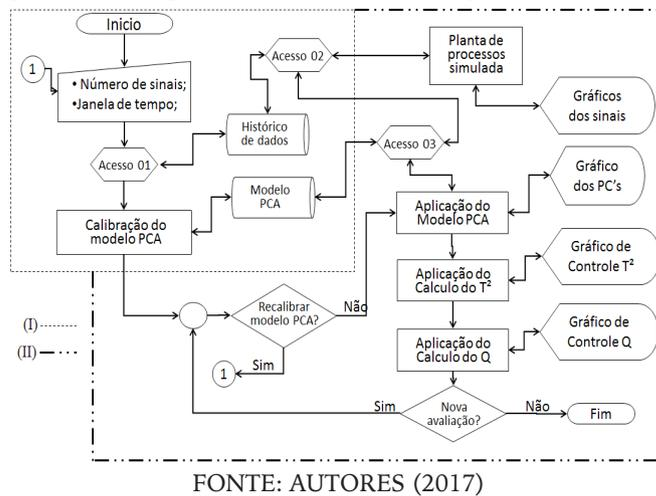 Inicio
1
• Número de sinais;
•Janela de tempo;
Acesso 01
Calibração do
modelo PCA
Histórico
de dados
Modelo
PCA
Acesso 02
Acesso 03
Planta de
processos
simulada
Gráficos
dos sinais
Gráfico
dos PC's
Aplicação do
Modelo PCA
Aplicação do
Calculo do T²
Gráfico de
Controle T²
Aplicação do
Calculo do Q
Gráfico de
Controle Q
Recalibrar
modelo PCA?
Não
Sim
1
Nova
avaliação?
Sim
Não
Fim
(I)
(II)
FONTE: AUTORES (2017)